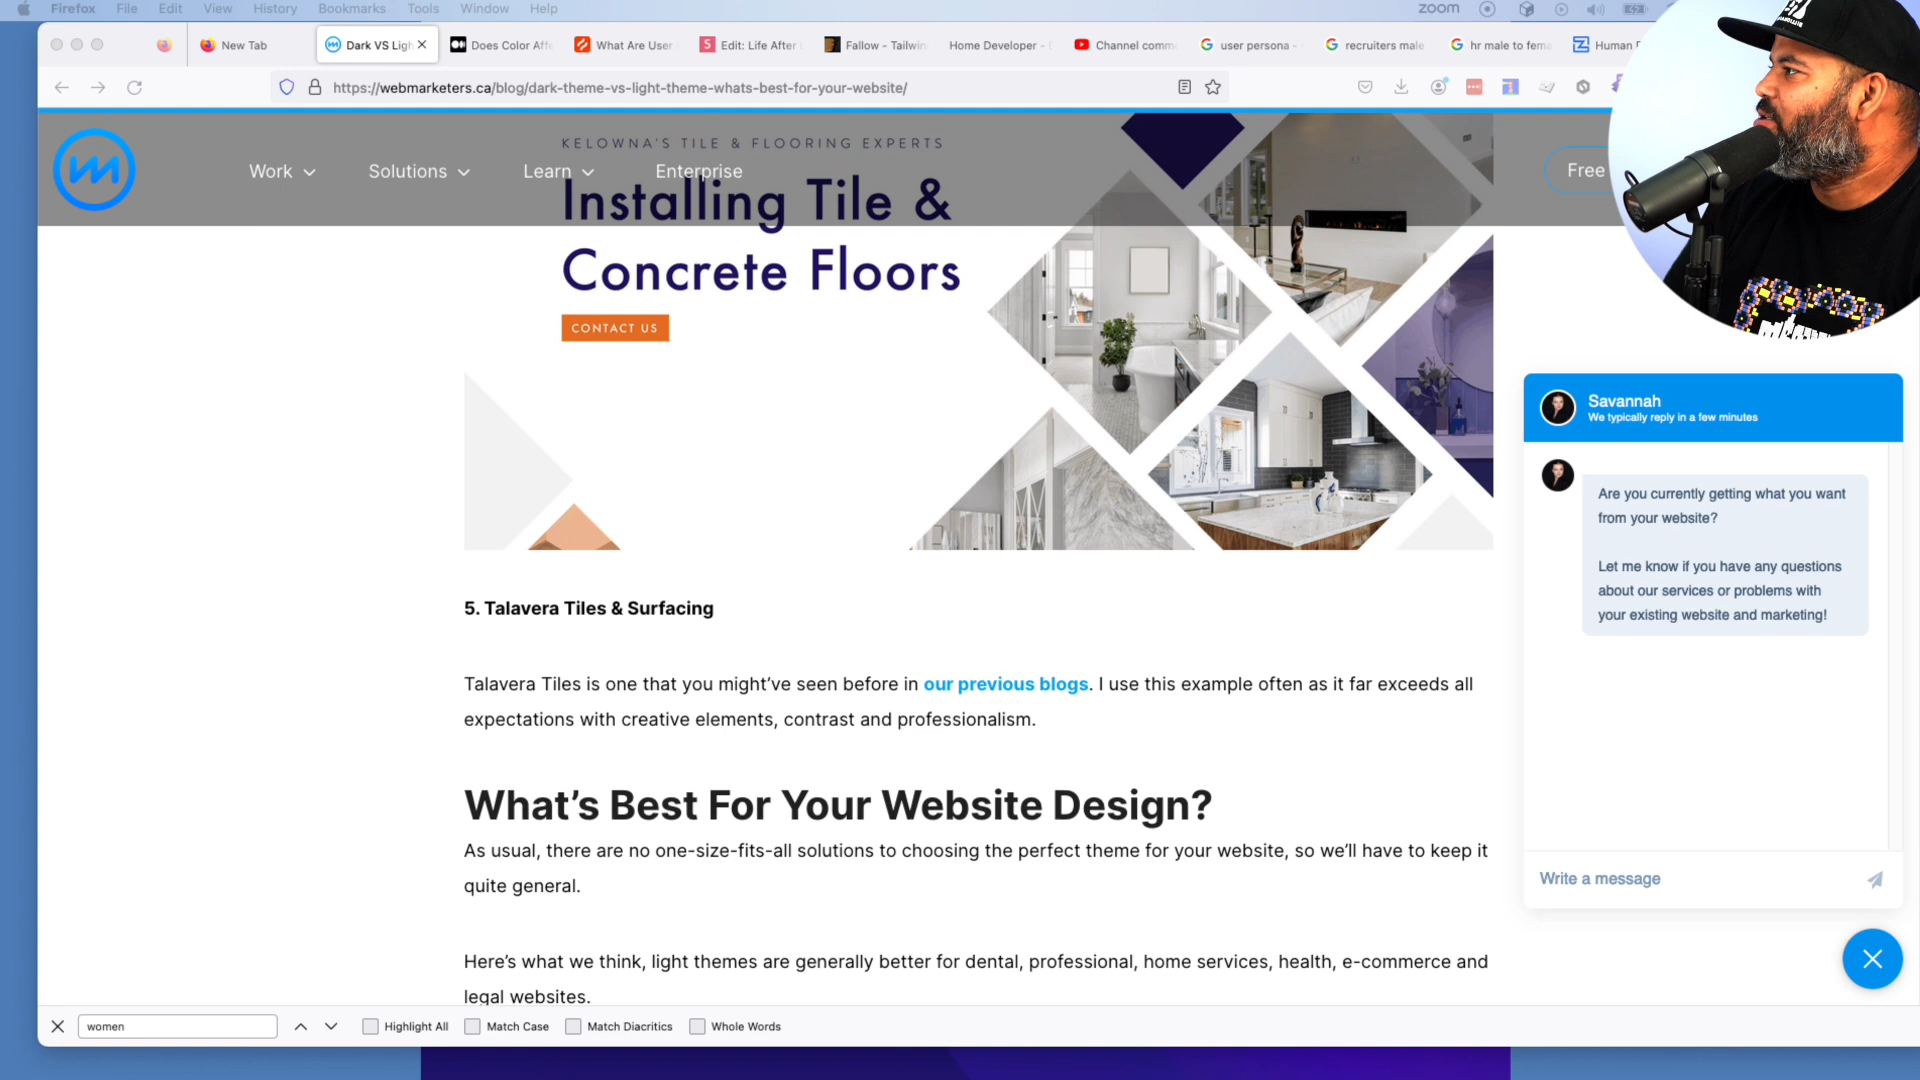 Firefox File Edit View History Bookmarks Tools Window Help zoom
New Tab Dark VS Ligh Does Color Affe What Are User Edit: Life After Fallow - Tailwin Home Developer - Channel comm user persona - recruiters male hr male to fema Human
https://webmarketers.ca/blog/dark-theme-vs-light-theme-whats-best-for-your-website/
KELOWNA'S TILE & FLOORING EXPERTS
Work Solutions Learn Enterprise Free
Installing Tile &
Concrete Floors
CONTACT US
Savannah
We typically reply in a few minutes
Are you currently getting what you want
from your website?
Let me know if you have any questions
about our services or problems with
your existing website and marketing!
5. Talavera Tiles & Surfacing
Talavera Tiles is one that you might’ve seen before in our previous blogs. I use this example often as it far exceeds all
expectations with creative elements, contrast and professionalism.
What’s Best For Your Website Design?
As usual, there are no one-size-fits-all solutions to choosing the perfect theme for your website, so we’ll have to keep it
quite general.
Write a message
Here’s what we think, light themes are generally better for dental, professional, home services, health, e-commerce and
legal websites.
women Highlight All Match Case Match Diacritics Whole Words